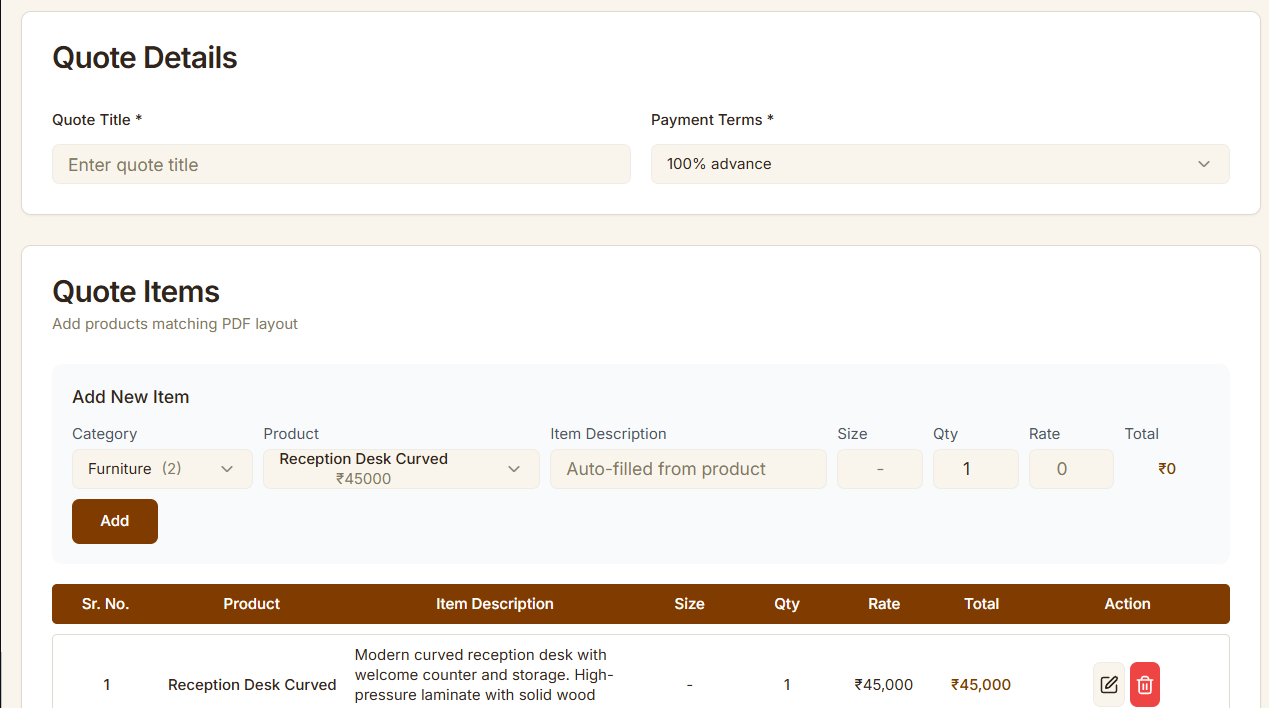 Quote Details
Quote Title * Payment Terms *
Enter quote title 100% advance
Quote Items
Add products matching PDF layout
Add New Item
Category Product Item Description Size Qty Rate Total
Furniture (2) Reception Desk Curved ₹45000 Auto-filled from product - 1 0 ₹0
Add
Sr. No. Product Item Description Size Qty Rate Total Action
1 Reception Desk Curved Modern curved reception desk with
welcome counter and storage. High-
pressure laminate with solid wood - 1 ₹45,000 ₹45,000